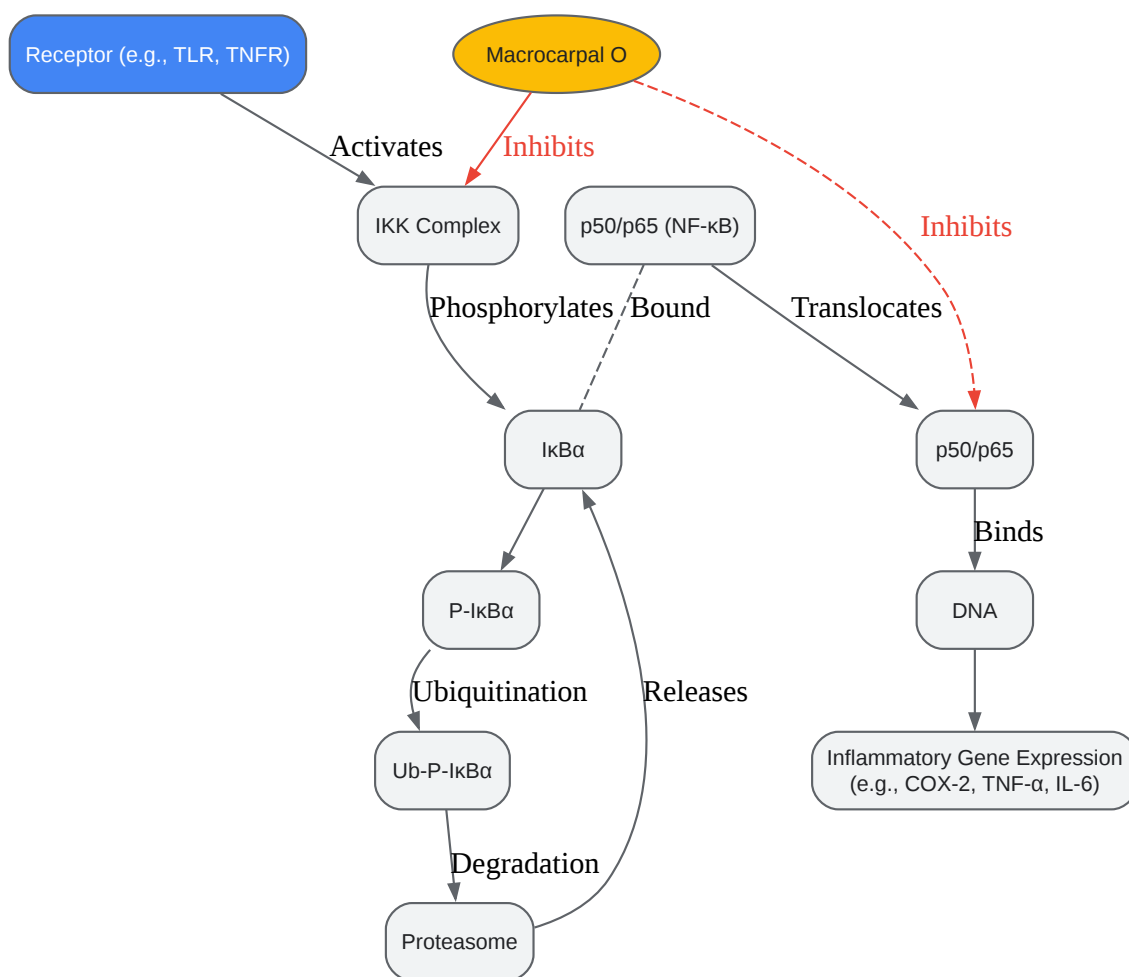 Receptor (e.g., TLR, TNFR)
Macrocarpal O
Activates
Inhibits
IKK Complex
p50/p65 (NF-κB)
Inhibits
Phosphorylates
Bound
Translocates
IκBα
p50/p65
Binds
P-IκBα
DNA
Ubiquitination
Releases
Ub-P-IκBα
Inflammatory Gene Expression
(e.g., COX-2, TNF-α, IL-6)
Degradation
Proteasome